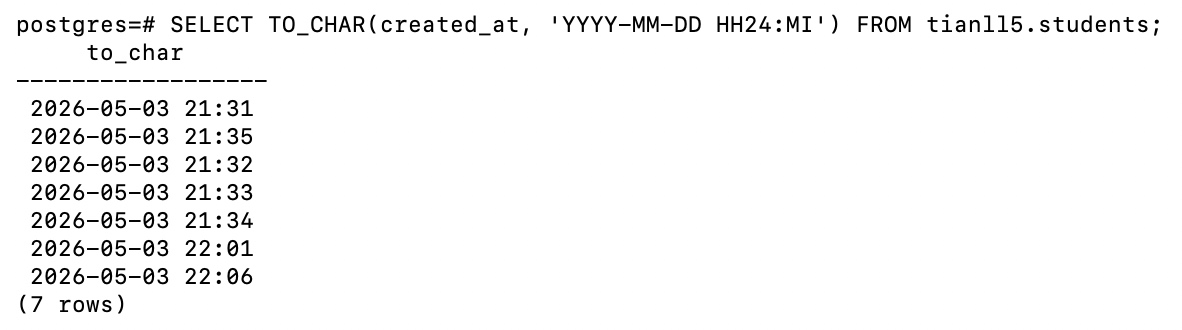 postgres=# SELECT TO_CHAR(created_at, 'YYYY-MM-DD HH24:MI') FROM tianll5.students;
     to_char
------------------
 2026-05-03 21:31
 2026-05-03 21:35
 2026-05-03 21:32
 2026-05-03 21:33
 2026-05-03 21:34
 2026-05-03 22:01
 2026-05-03 22:06
(7 rows)